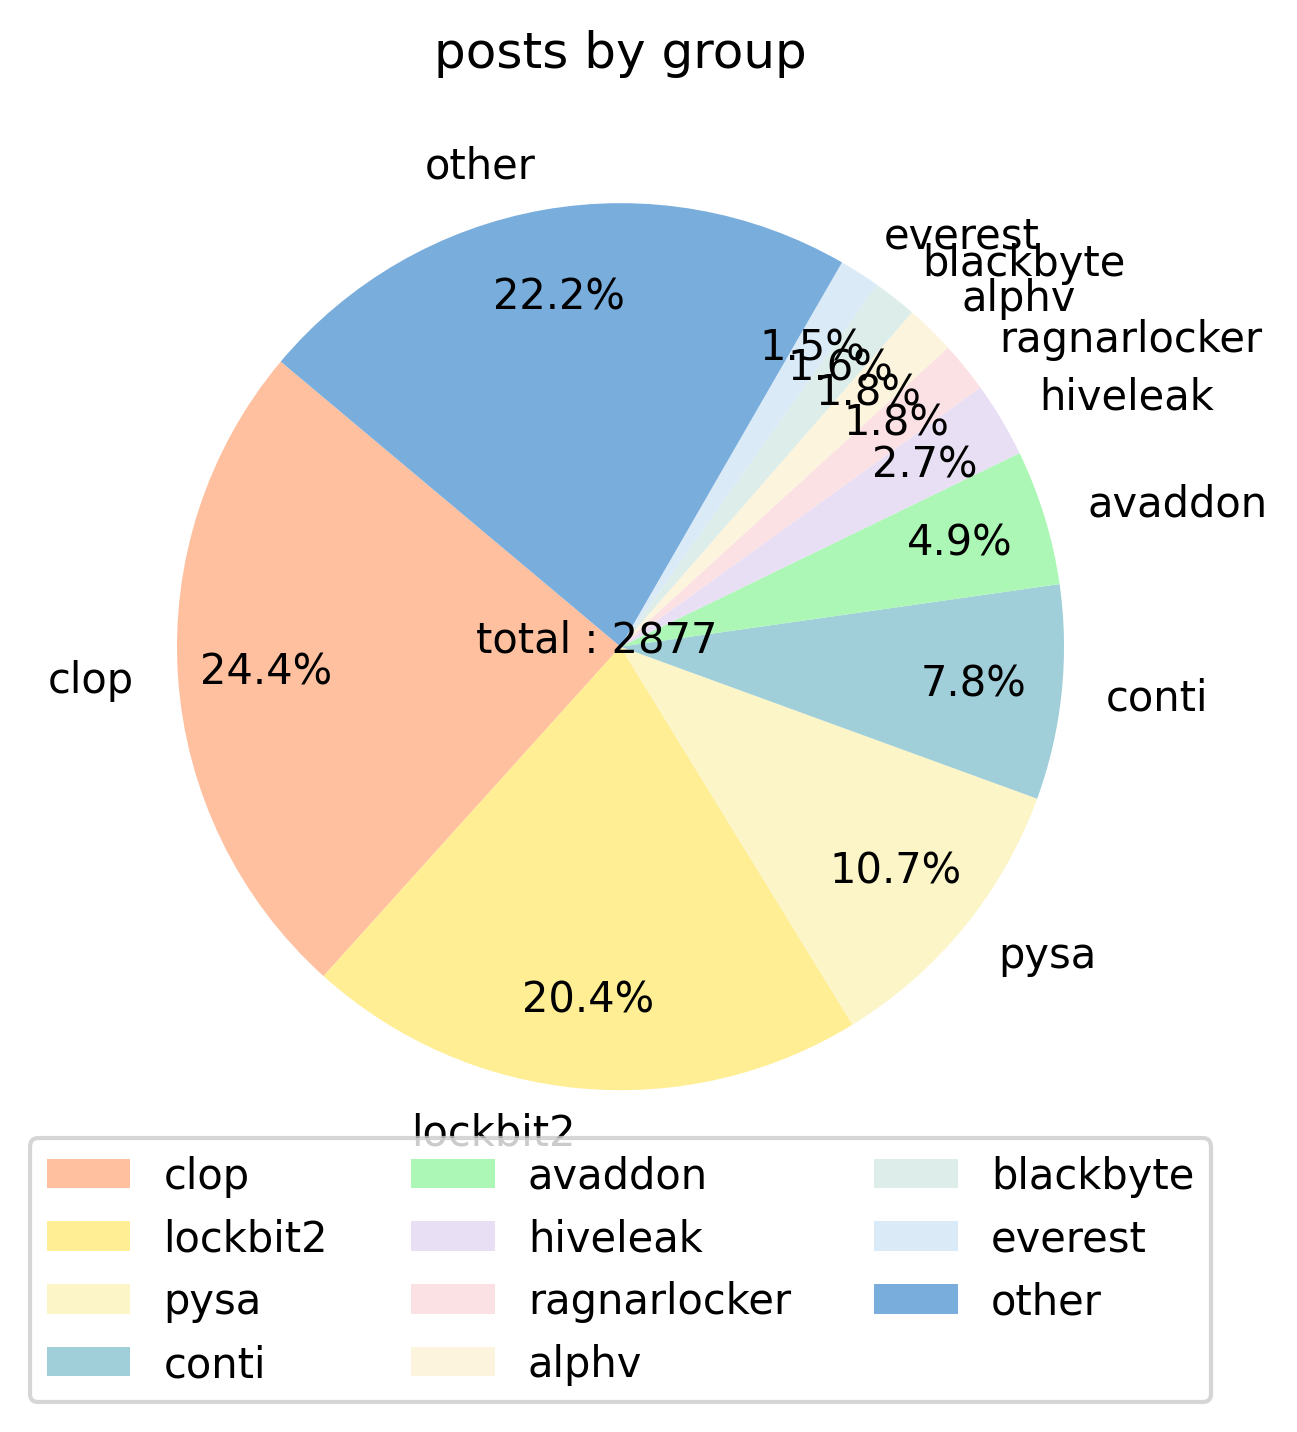 posts by group
other
everest
blackbyte
alphv
ragnarlocker
hiveleak
avaddon
conti
pysa
lockbit2
clop
22.2%
1.5%
1.6%
1.8%
1.8%
2.7%
4.9%
7.8%
10.7%
20.4%
24.4%
total : 2877
clop
lockbit2
pysa
conti
avaddon
hiveleak
ragnarlocker
alphv
blackbyte
everest
other